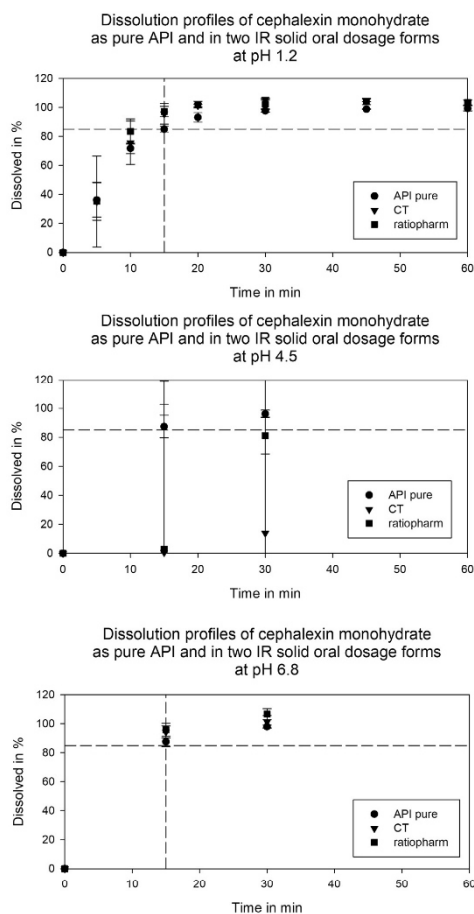 Dissolution profiles of cephalexin monohydrate
as pure API and in two IR solid oral dosage forms
at pH 1.2
120
100
80
60
40
20
0
Dissolved in %
API pure
CT
ratiopharm
0 10 20 30 40 50 60
Time in min
Dissolution profiles of cephalexin monohydrate
as pure API and in two IR solid oral dosage forms
at pH 4.5
120
100
80
60
40
20
0
Dissolved in %
API pure
CT
ratiopharm
0 10 20 30 40 50 60
Time in min
Dissolution profiles of cephalexin monohydrate
as pure API and in two IR solid oral dosage forms
at pH 6.8
120
100
80
60
40
20
0
Dissolved in %
API pure
CT
ratiopharm
0 10 20 30 40 50 60
Time in min